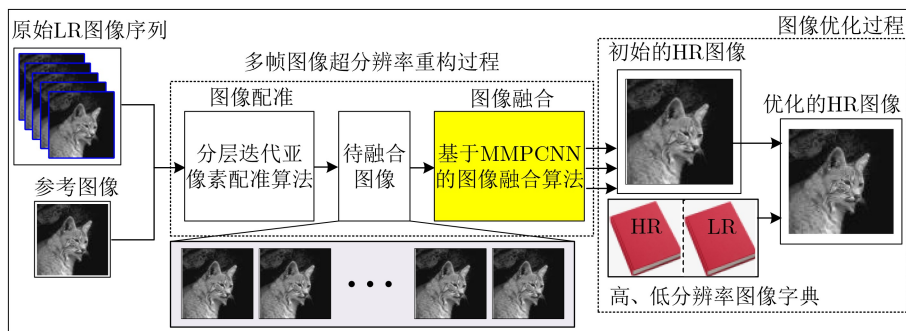 原始LR图像序列
参考图像
多帧图像超分辨率重构过程
图像配准
分层迭代亚
像素配准算法
待融合
图像
图像融合
基于MMPCNN
的图像融合算法
图像优化过程
初始的HR图像
优化的HR图像
HR
LR
高、低分辨率图像字典